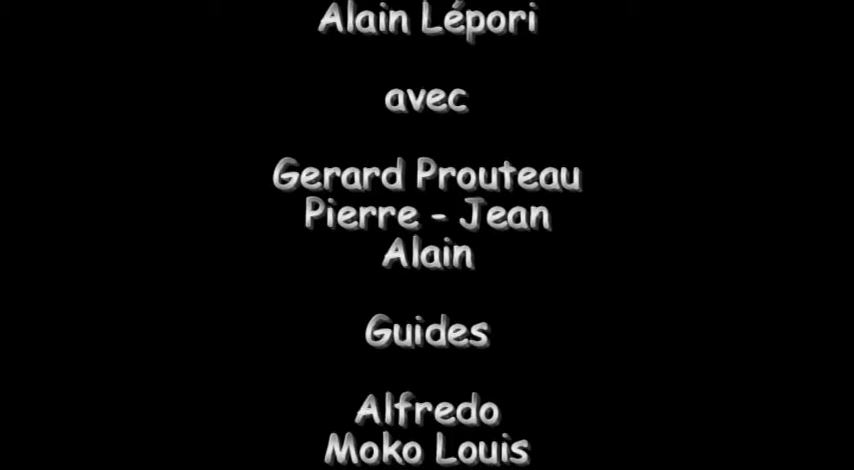 Alain Lépori
avec
Gerard Prouteau
Pierre - Jean
Alain
Guides
Alfredo
Moko Louis